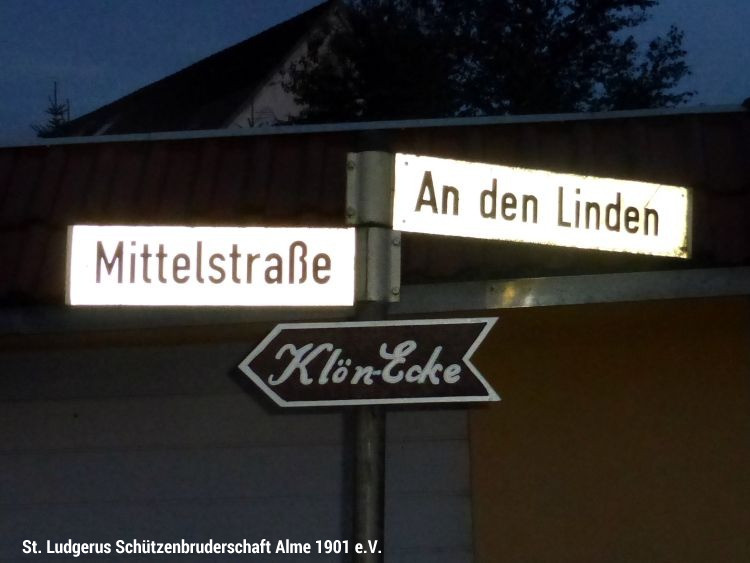 An den Linden
Mittelstraße
Klön-Ecke
St. Ludgerus Schützenbruderschaft Alme 1901 e.V.